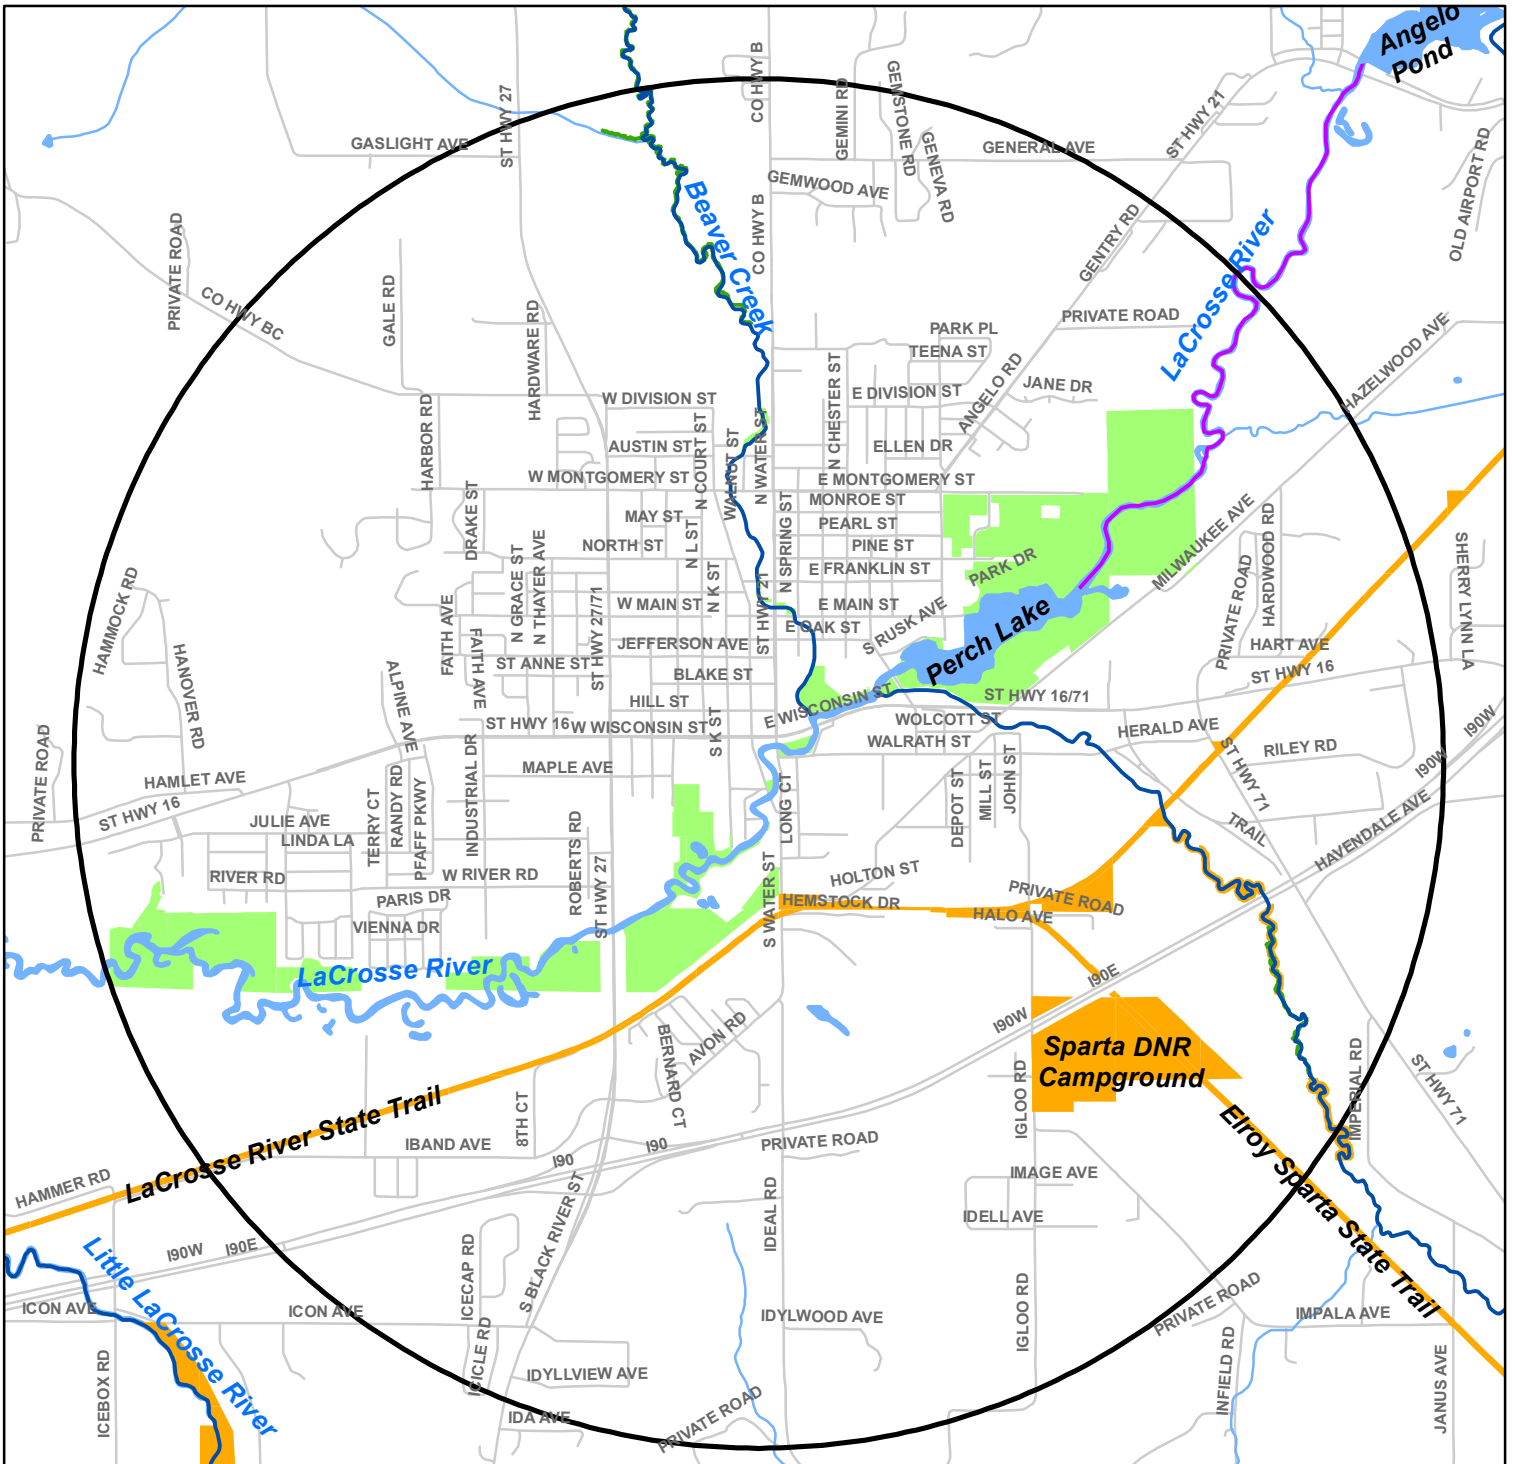 Angelo
Pond
CO HWY B
ST HWY 27
GEMINI RD
GEMSTONE RD
GENEVA RD
ST HWY 21
GASLIGHT AVE
GENERAL AVE
OLD AIRPORT RD
GEMWOOD AVE
Beaver Creek
CO HWY B
GENTRY RD
PRIVATE ROAD
LaCrosse River
CO HWY BC
GALE RD
HARDWARE RD
PRIVATE ROAD
PARK PL
TEENA ST
HAZELWOOD AVE
ANGELO RD
JANE DR
N CHESTER ST
E DIVISION ST
W DIVISION ST
HARBOR RD
AUSTIN ST
N COURT ST
WALNUT ST
N WATER ST
ELLEN DR
W MONTGOMERY ST
E MONTGOMERY ST
MONROE ST
DRAKE ST
MAY ST
N SPRING ST
PEARL ST
NORTH ST
N L ST
PINE ST
MILWAUKEE AVE
HARDWOOD RD
SHERRY LYNN LA
E FRANKLIN ST
PARK DR
N GRACE ST
N THAYER AVE
N K ST
HAMMOCK RD
ST HWY 27/71
W MAIN ST
ST HWY 21
E MAIN ST
PRIVATE ROAD
FAITH AVE
FAITH AVE
E OAK ST
S RUSK AVE
Perch Lake
HANOVER RD
JEFFERSON AVE
HART AVE
ST ANNE ST
BLAKE ST
ST HWY 16
ALPINE AVE
HILL ST
E WISCONSIN ST
ST HWY 16/71
ST HWY 16
W WISCONSIN ST
S K ST
WOLCOTT ST
HERALD AVE
I90W
PRIVATE ROAD
WALRATH ST
RILEY RD
ST HWY 71
I90W
HAMLET AVE
MAPLE AVE
INDUSTRIAL DR
JOHN ST
MILL ST
DEPOT ST
ST HWY 16
TERRY CT
RANDY RD
PFAFF PKWY
LONG CT
TRAIL
HAVENDALE AVE
JULIE AVE
LINDA LA
RIVER RD
W RIVER RD
ROBERTS RD
ST HWY 27
HOLTON ST
PARIS DR
S WATER ST
HEMSTOCK DR
PRIVATE ROAD
HALO AVE
VIENNA DR
LaCrosse River
I90E
I90W
BERNARD CT
AVON RD
Sparta DNR
Campground
IGLOO RD
IMPERIAL RD
ST HWY 71
LaCrosse River State Trail
8TH CT
IBAND AVE
I90
I90
PRIVATE ROAD
Elroy Sparta State Trail
HAMMER RD
IMAGE AVE
IDEAL RD
IDELL AVE
S BLACK RIVER ST
Little LaCrosse River
I90W
I90E
ICECAP RD
IGLOO RD
PRIVATE ROAD
ICON AVE
ICON AVE
IDYLWOOD AVE
IMPALA AVE
ICEBOX RD
ICICLE RD
IDYLLVIEW AVE
INFIELD RD
JANUS AVE
IDA AVE
PRIVATE ROAD